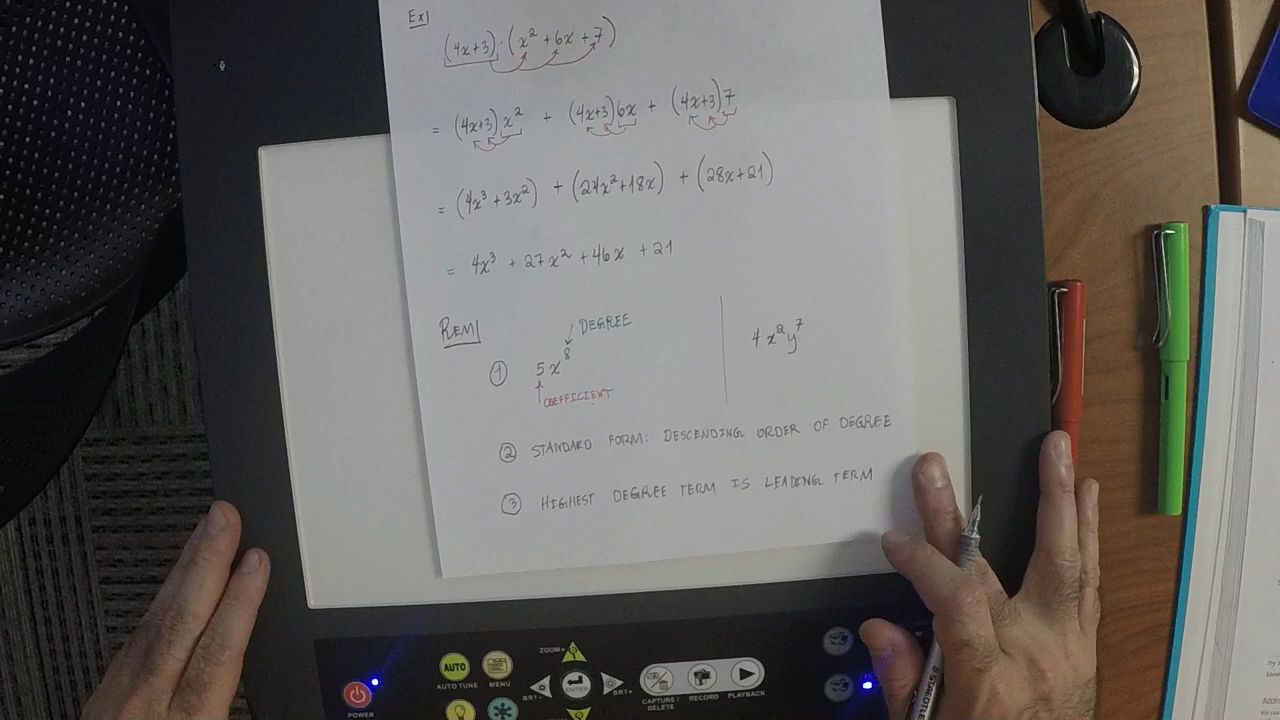 Ex|
(4x+3)·(x² + 6x + 7)
= (4x+3)x² + (4x+3)6x + (4x+3)7
= (4x³ + 3x²) + (24x² + 18x) + (28x + 21)
= 4x³ + 27x² + 46x + 21
REM|
DEGREE
① 5x⁸
4x²y⁷
COEFFICIENT
② STANDARD FORM: DESCENDING ORDER OF DEGREE
③ HIGHEST DEGREE TERM IS LEADING TERM
ZOOM+
AUTO
AUTO TUNE
MENU
BRT-
ENTER
BRT+
CAPTURE/
DELETE
RECORD
PLAYBACK
POWER
STAEDTLER